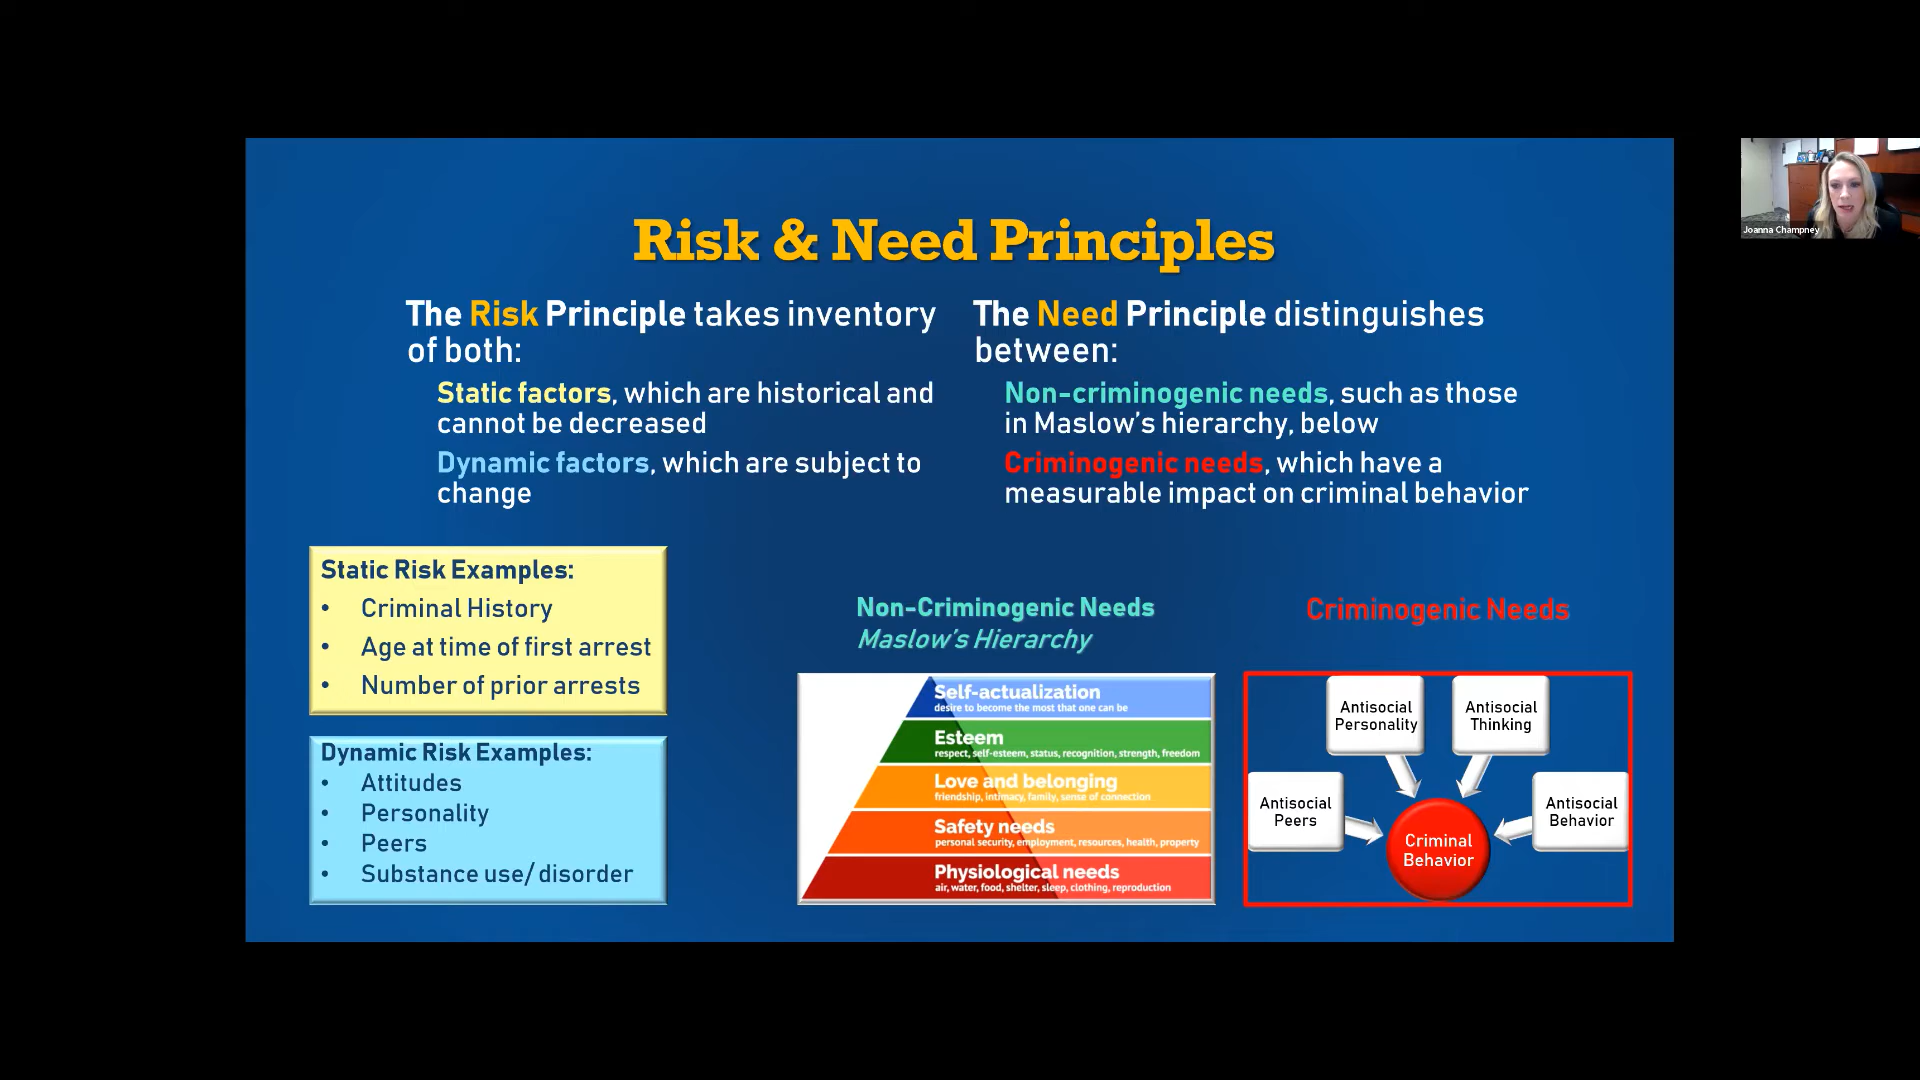 Risk & Need Principles
The Risk Principle takes inventory
of both:
Static factors, which are historical and
cannot be decreased
Dynamic factors, which are subject to
change
The Need Principle distinguishes
between:
Non-criminogenic needs, such as those
in Maslow's hierarchy, below
Criminogenic needs, which have a
measurable impact on criminal behavior
Static Risk Examples:
• Criminal History
• Age at time of first arrest
• Number of prior arrests
Dynamic Risk Examples:
• Attitudes
• Personality
• Peers
• Substance use/ disorder
Non-Criminogenic Needs
Maslow's Hierarchy
Self-actualization
desire to become the most that one can be
Esteem
respect, self-esteem, status, recognition, strength, freedom
Love and belonging
friendship, intimacy, family, sense of connection
Safety needs
personal security, employment, resources, health, property
Physiological needs
air, water, food, shelter, sleep, clothing, reproduction
Criminogenic Needs
Antisocial
Personality
Antisocial
Thinking
Antisocial
Peers
Antisocial
Behavior
Criminal
Behavior
Joanna Champney